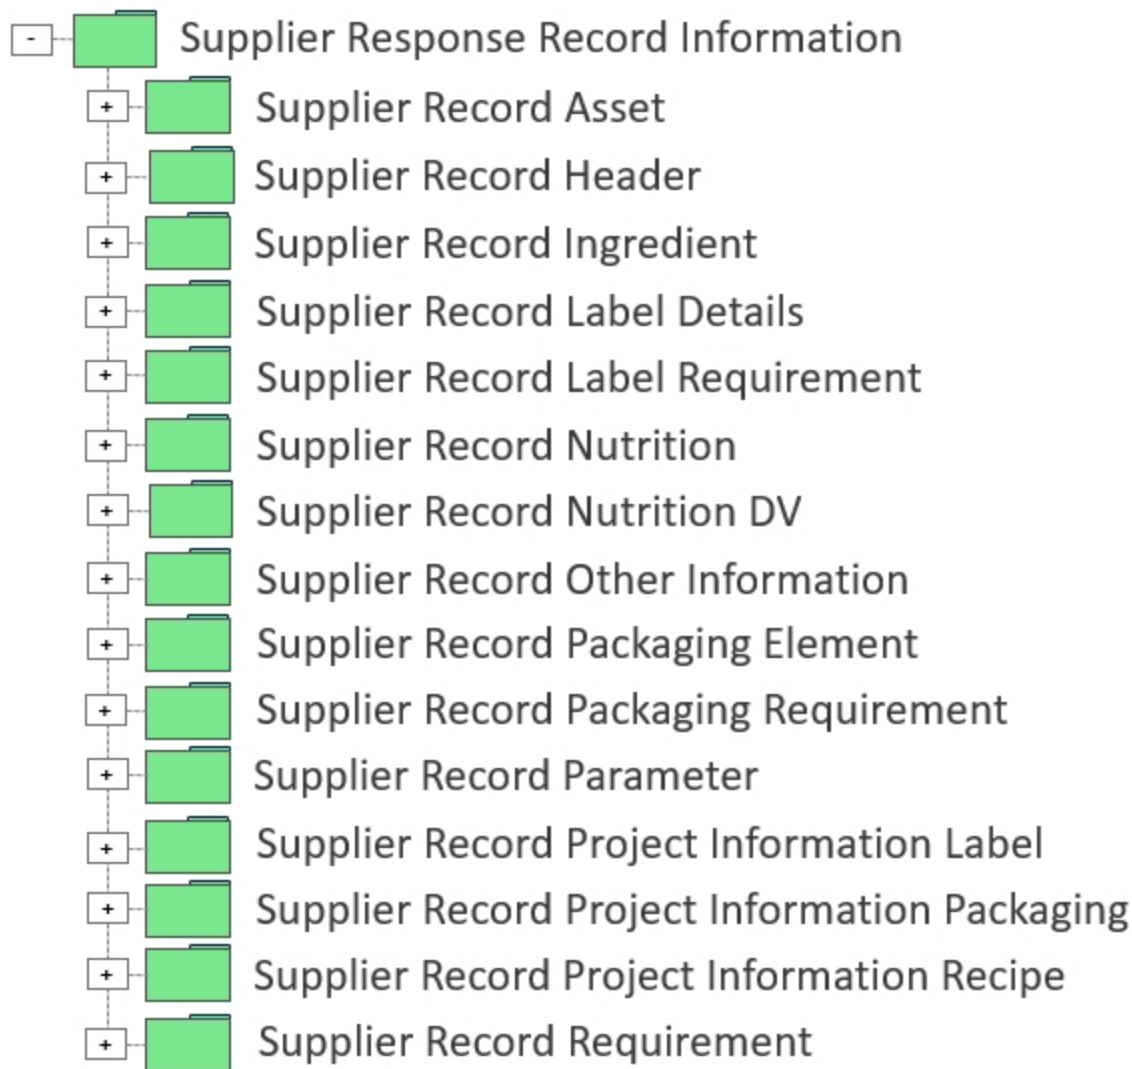 - Supplier Response Record Information
+ Supplier Record Asset
+ Supplier Record Header
+ Supplier Record Ingredient
+ Supplier Record Label Details
+ Supplier Record Label Requirement
+ Supplier Record Nutrition
+ Supplier Record Nutrition DV
+ Supplier Record Other Information
+ Supplier Record Packaging Element
+ Supplier Record Packaging Requirement
+ Supplier Record Parameter
+ Supplier Record Project Information Label
+ Supplier Record Project Information Packaging
+ Supplier Record Project Information Recipe
+ Supplier Record Requirement